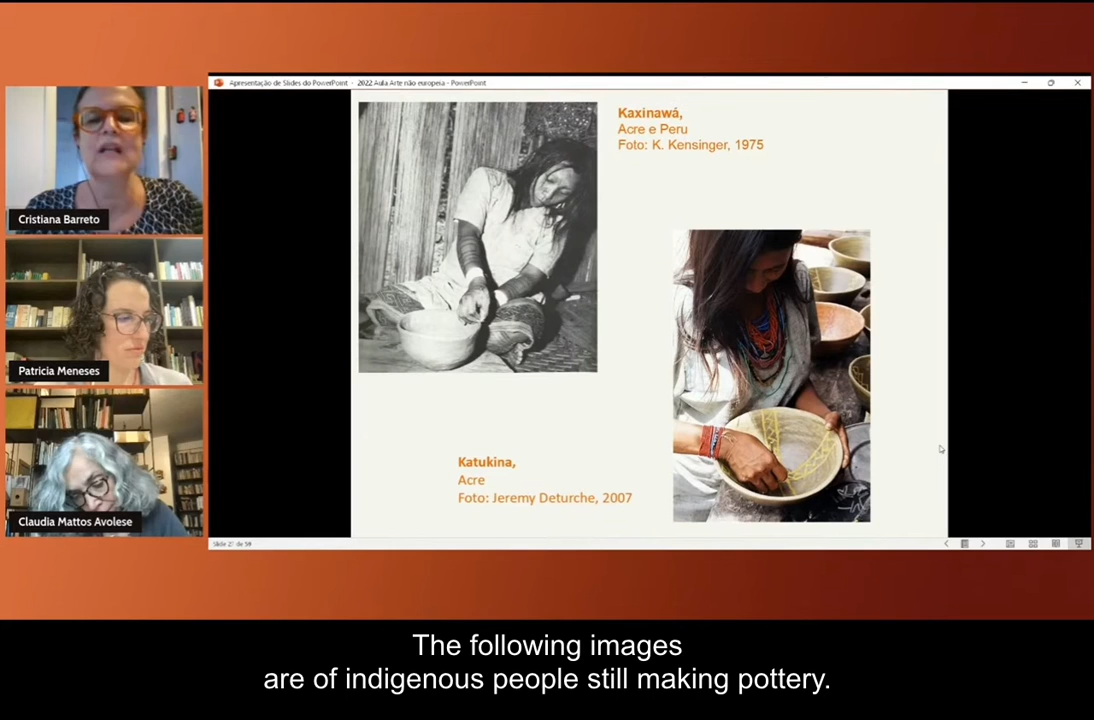 Apresentação de Slides do PowerPoint - 2022 Aula Arte não europeia - PowerPoint
Kaxinawá,
Acre e Peru
Foto: K. Kensinger, 1975
Cristiana Barreto
Patricia Meneses
Katukina,
Acre
Foto: Jeremy Deturche, 2007
Claudia Mattos Avolese
The following images
are of indigenous people still making pottery.